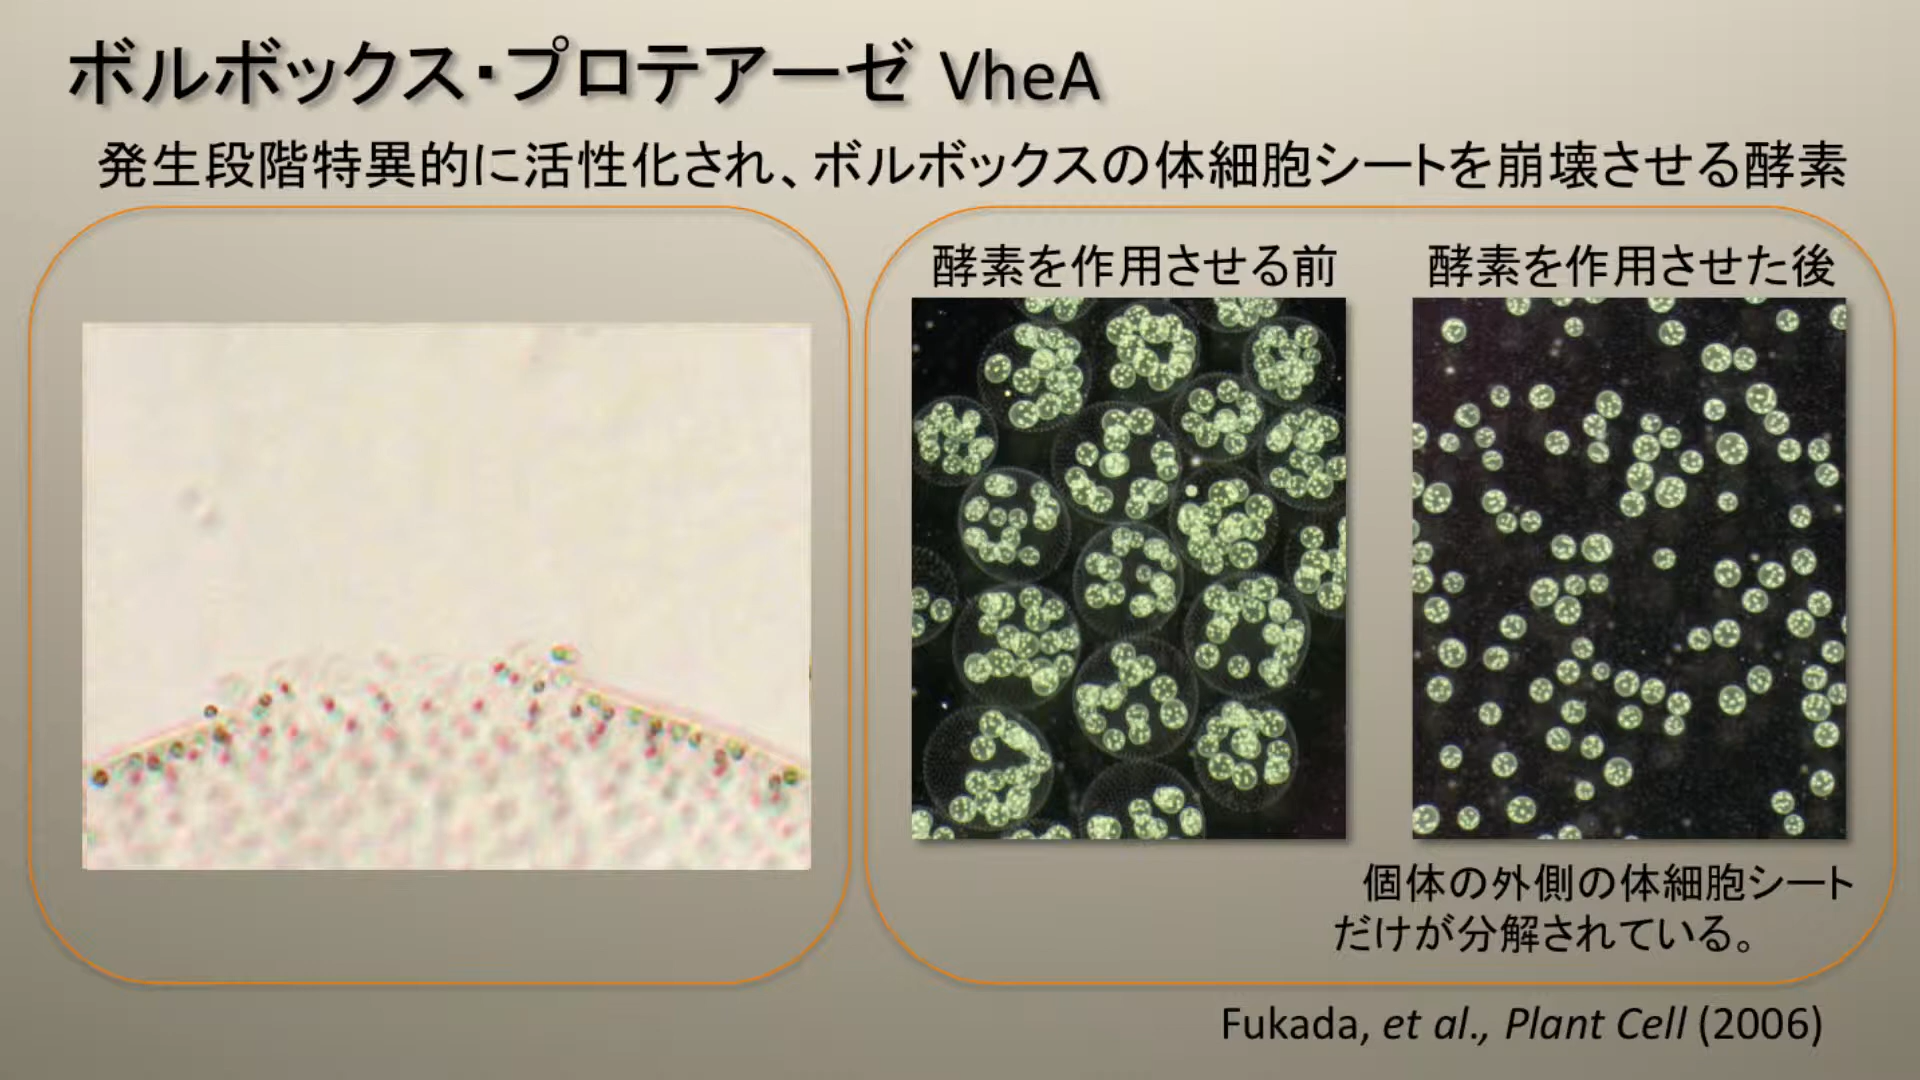 ボルボックス・プロテアーゼ VheA
発生段階特異的に活性化され、ボルボックスの体細胞シートを崩壊させる酵素
酵素を作用させる前
酵素を作用させた後
個体の外側の体細胞シート
だけが分解されている。
Fukada, et al., Plant Cell (2006)